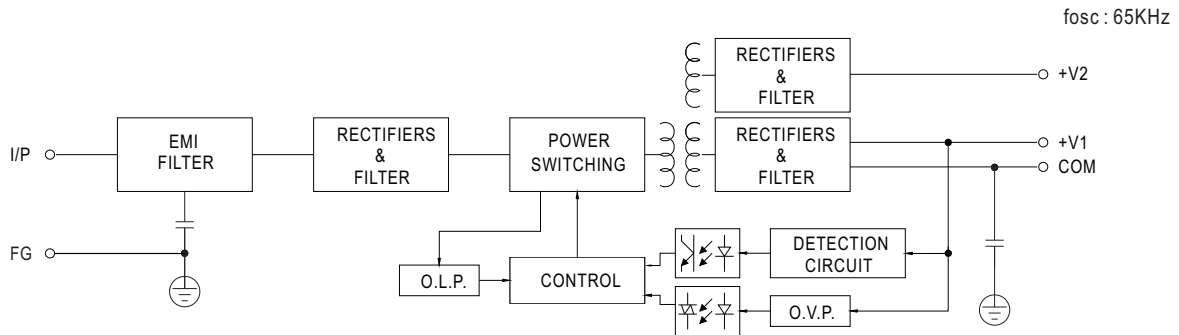 fosc : 65KHz
RECTIFIERS
&
FILTER
+V2
I/P
EMI
FILTER
RECTIFIERS
&
FILTER
POWER
SWITCHING
RECTIFIERS
&
FILTER
+V1
COM
FG
O.L.P.
CONTROL
DETECTION
CIRCUIT
O.V.P.